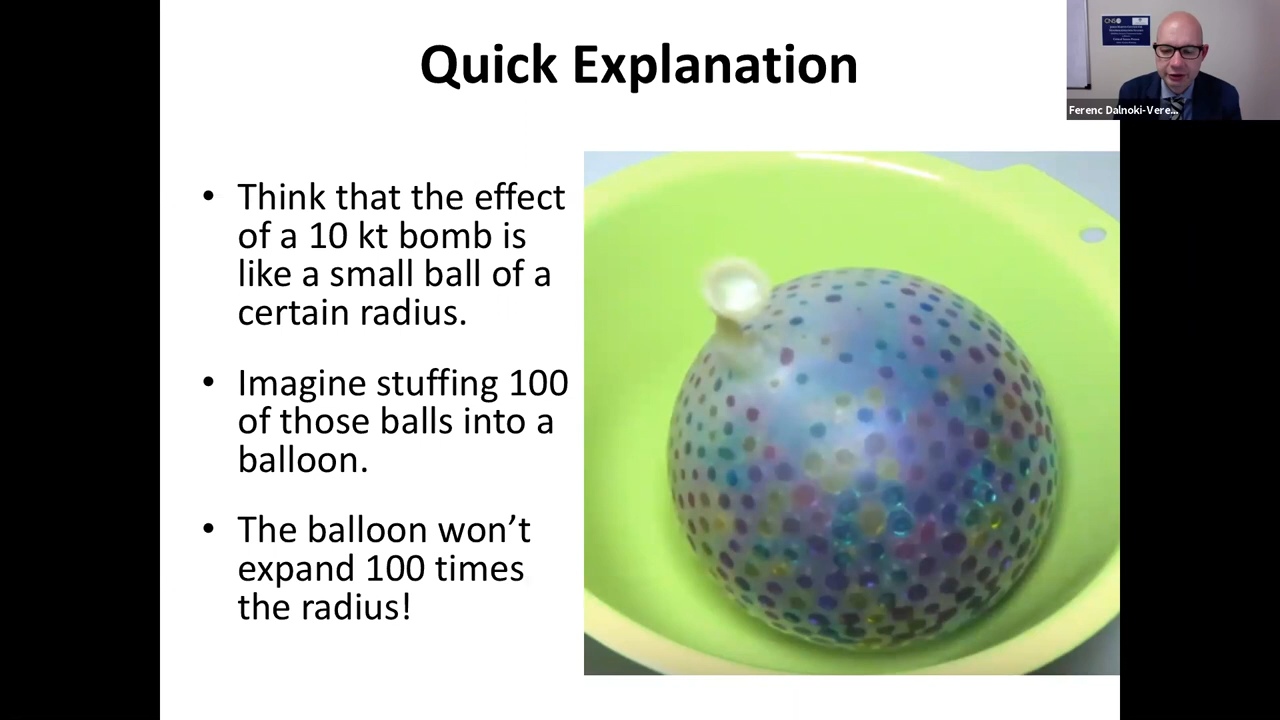 Quick Explanation
Ferenc Dalnoki-Vere...
• Think that the effect
of a 10 kt bomb is
like a small ball of a
certain radius.
• Imagine stuffing 100
of those balls into a
balloon.
• The balloon won’t
expand 100 times
the radius!